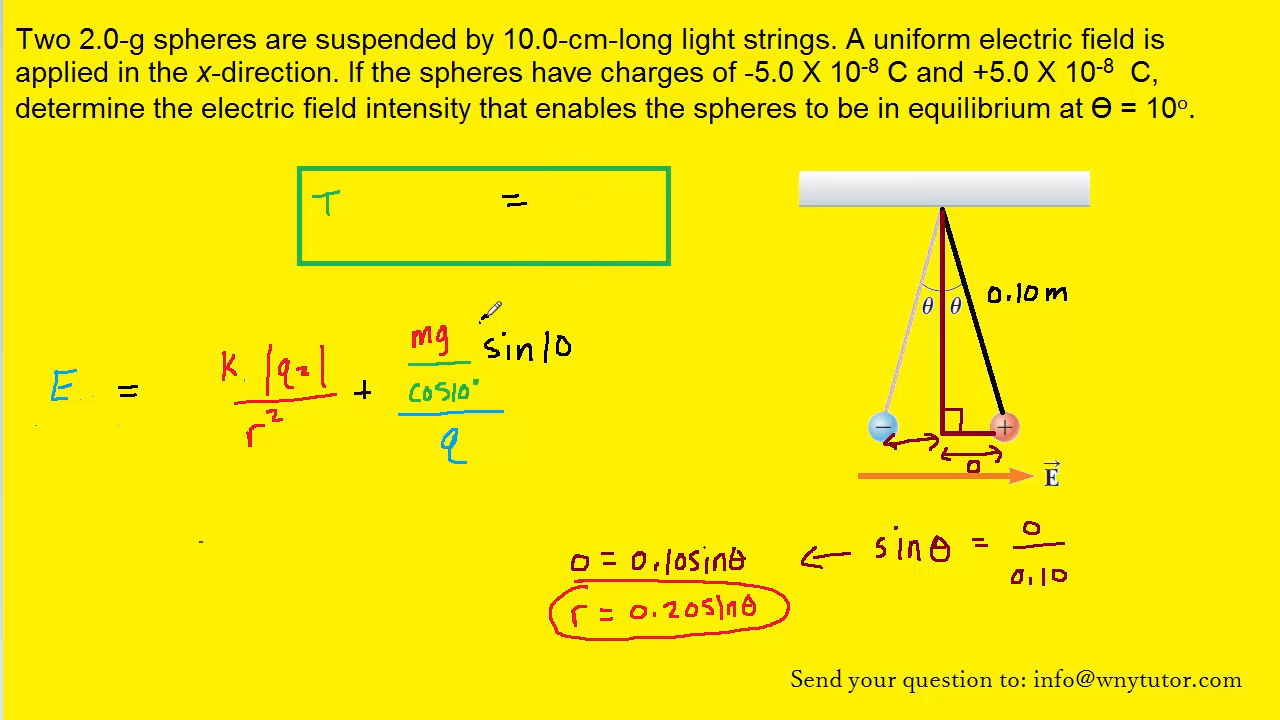 Two 2.0-g spheres are suspended by 10.0-cm-long light strings. A uniform electric field is
applied in the x-direction. If the spheres have charges of -5.0 X 10⁻⁸ C and +5.0 X 10⁻⁸ C,
determine the electric field intensity that enables the spheres to be in equilibrium at Θ = 10°.
T =
0.10m
θ θ
E = K |q2| / r² + mg / cos10° sin10 / q
− +
o
E⃗
sinθ = o / 0.10
o = 0.10sinθ ←
r = 0.20sinθ
Send your question to: info@wnytutor.com